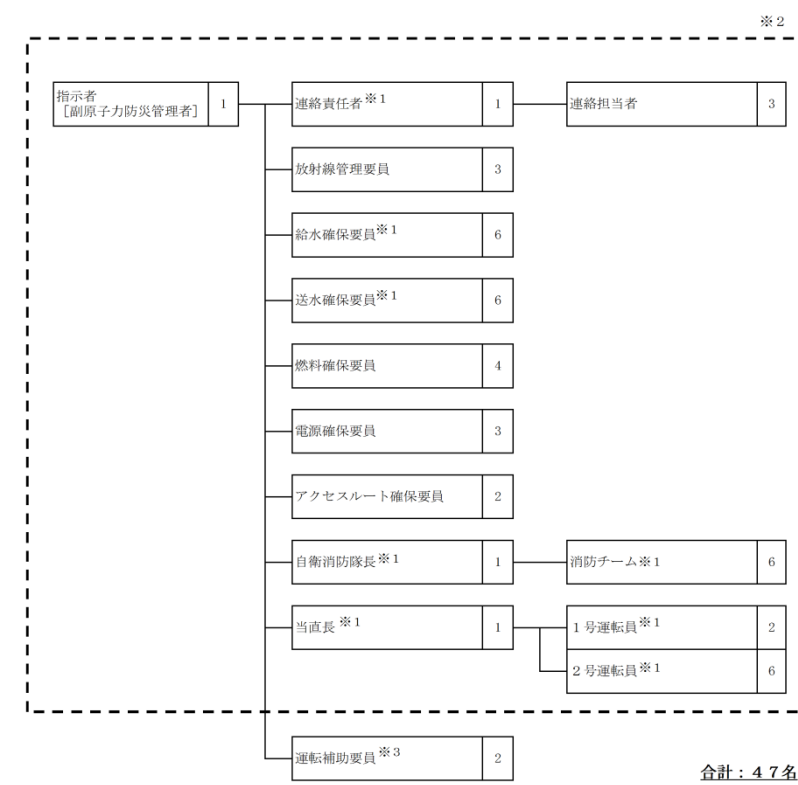 ※2
指示者
[副原子力防災管理者] 1
連絡責任者※1 1
連絡担当者 3
放射線管理要員 3
給水確保要員※1 6
送水確保要員※1 6
燃料確保要員 4
電源確保要員 3
アクセスルート確保要員 2
自衛消防隊長※1 1
消防チーム※1 6
当直長※1 1
1号運転員※1 2
2号運転員※1 6
運転補助要員※3 2
合計:47名